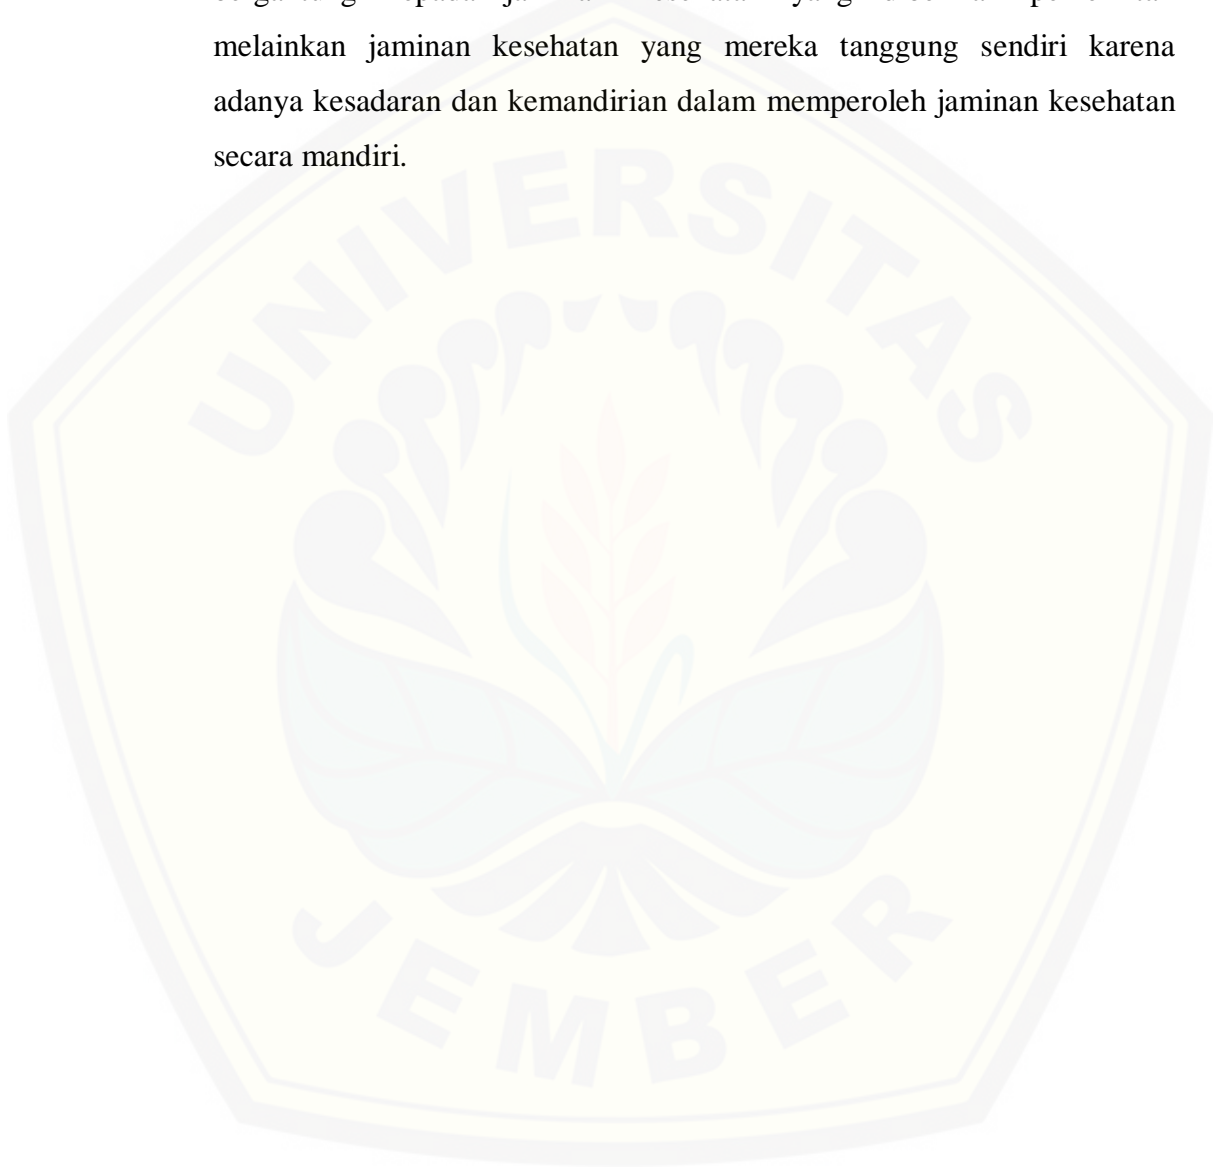 melainkan jaminan kesehatan yang mereka tanggung sendiri karena
adanya kesadaran dan kemandirian dalam memperoleh jaminan kesehatan
secara mandiri.
UNIVERSITAS
JEMBER